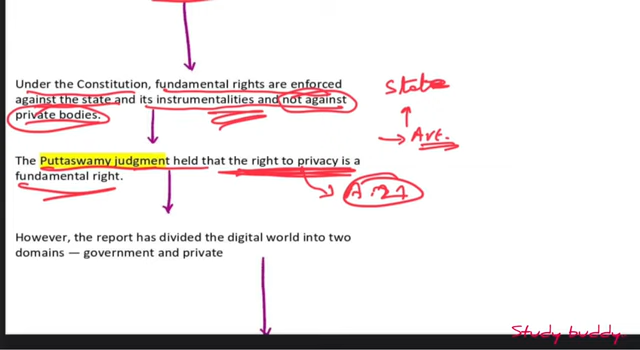 Under the Constitution, fundamental rights are enforced
against the state and its instrumentalities and not against
private bodies.
State
Art.
The Puttaswamy judgment held that the right to privacy is a
fundamental right.
A. 21
However, the report has divided the digital world into two
domains — government and private
Study buddy